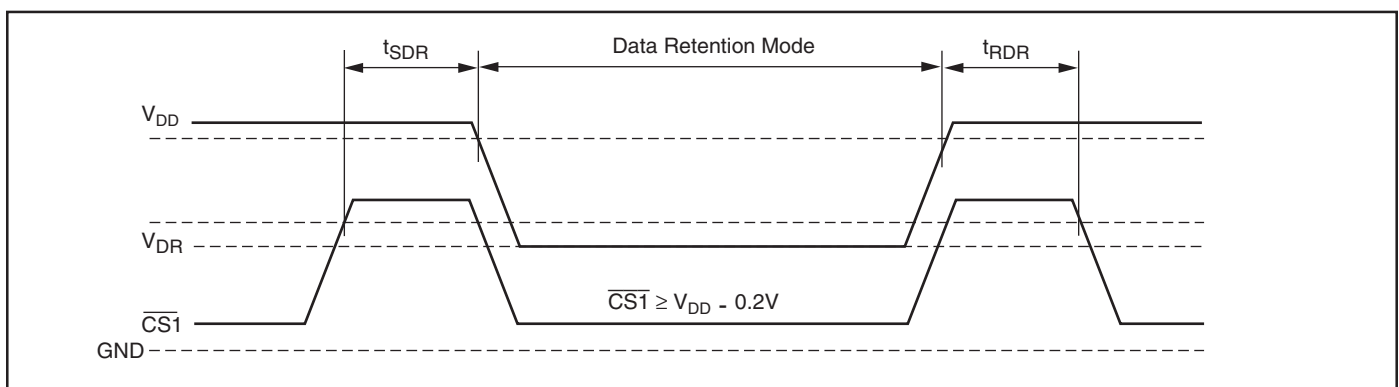 tSDR
Data Retention Mode
tRDR
VDD
VDR
CS1 ≥ VDD - 0.2V
CS1
GND